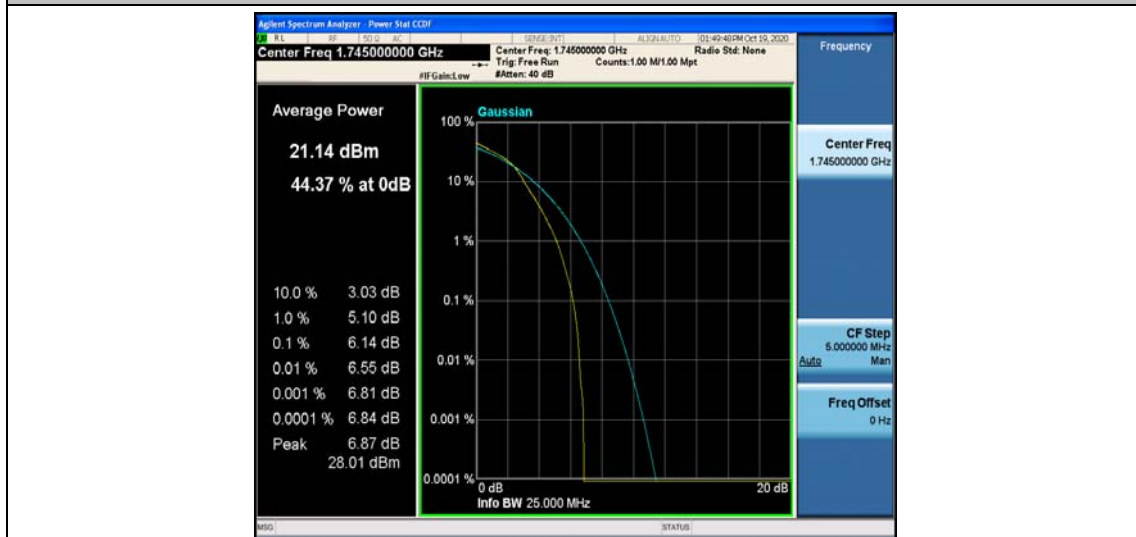 Agilent Spectrum Analyzer - Power Stat CCDF
RL RF 50 Ω AC SENSE:INT ALIGN AUTO 01:49:48 PM Oct 19, 2020
Center Freq 1.745000000 GHz
Center Freq: 1.745000000 GHz Radio Std: None
Trig: Free Run Counts:1.00 M/1.00 Mpt
#IFGain:Low #Atten: 40 dB
Frequency
Average Power
21.14 dBm
44.37 % at 0dB
10.0 % 3.03 dB
1.0 % 5.10 dB
0.1 % 6.14 dB
0.01 % 6.55 dB
0.001 % 6.81 dB
0.0001 % 6.84 dB
Peak 6.87 dB
28.01 dBm
Gaussian
100 %
10 %
1 %
0.1 %
0.01 %
0.001 %
0.0001 %
0 dB 20 dB
Info BW 25.000 MHz
Center Freq
1.745000000 GHz
CF Step
5.000000 MHz
Auto Man
Freq Offset
0 Hz
MSG STATUS